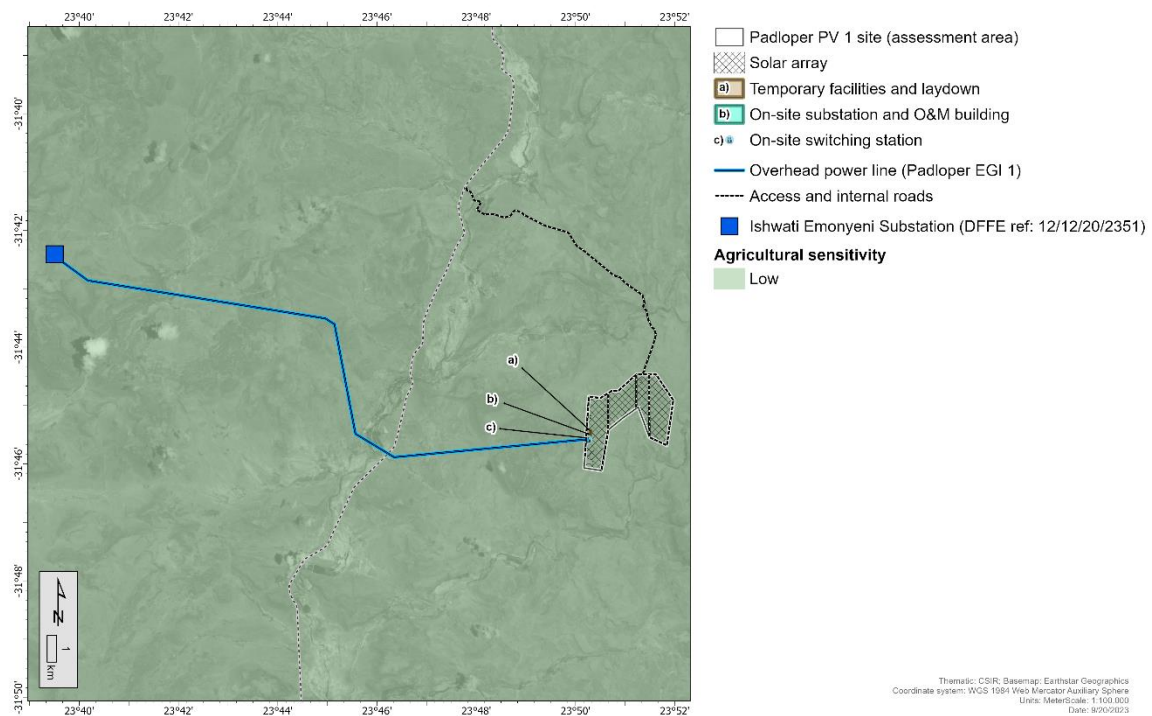 23°40' 23°42' 23°44' 23°46' 23°48' 23°50' 23°52'
-31°40'
-31°42'
-31°44'
-31°46'
-31°48'
-31°50'
a)
b)
c)
N
1
km
23°40' 23°42' 23°44' 23°46' 23°48' 23°50' 23°52'
Padloper PV 1 site (assessment area)
Solar array
a) Temporary facilities and laydown
b) On-site substation and O&M building
c) On-site switching station
Overhead power line (Padloper EGI 1)
Access and internal roads
Ishwati Emonyeni Substation (DFFE ref: 12/12/20/2351)
Agricultural sensitivity
Low
Thematic: CSIR; Basemap: Earthstar Geographics
Coordinate system: WGS 1984 Web Mercator Auxiliary Sphere
Units: MeterScale: 1:100,000
Date: 9/20/2023